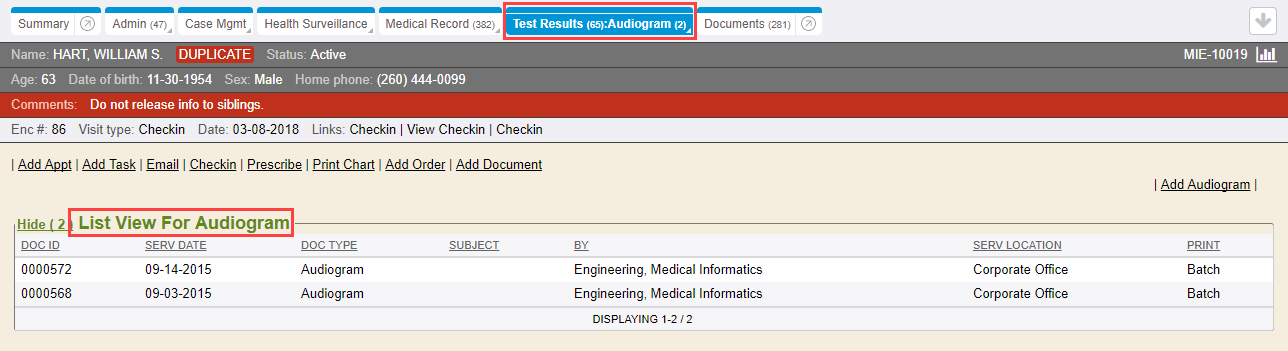 Summary Admin (47) Case Mgmt Health Surveillance Medical Record (382) Test Results (65):Audiogram (2) Documents (281)
Name: HART, WILLIAM S. DUPLICATE Status: Active MIE-10019
Age: 63 Date of birth: 11-30-1954 Sex: Male Home phone: (260) 444-0099
Comments: Do not release info to siblings.
Enc #: 86 Visit type: Checkin Date: 03-08-2018 Links: Checkin | View Checkin | Checkin
| Add Appt | Add Task | Email | Checkin | Prescribe | Print Chart | Add Order | Add Document
| Add Audiogram |
Hide ( 2 ) List View For Audiogram
DOC ID SERV DATE DOC TYPE SUBJECT BY SERV LOCATION PRINT
0000572 09-14-2015 Audiogram Engineering, Medical Informatics Corporate Office Batch
0000568 09-03-2015 Audiogram Engineering, Medical Informatics Corporate Office Batch
DISPLAYING 1-2 / 2